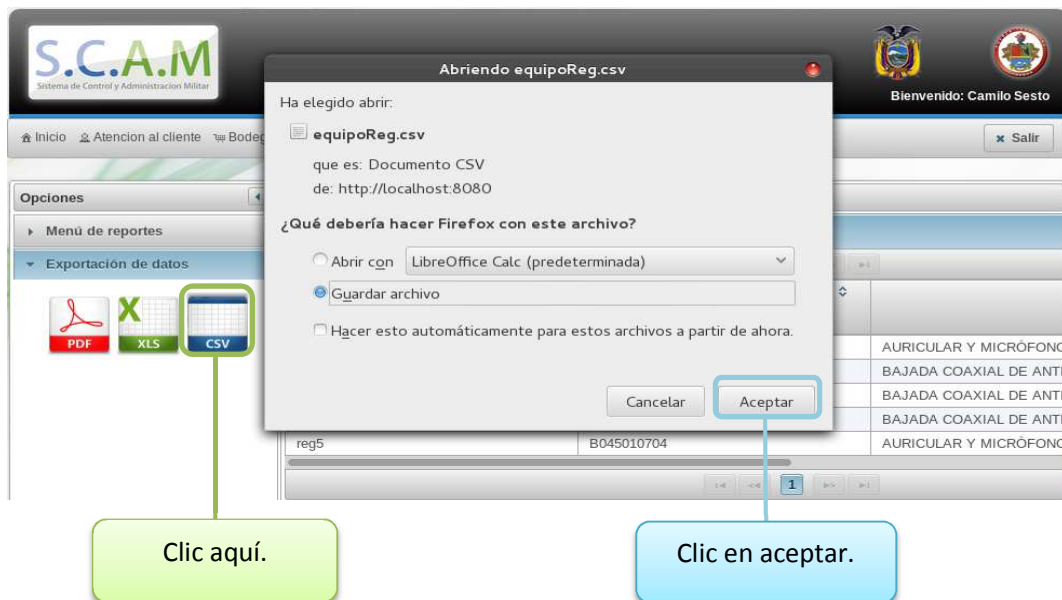 S.C.A.M
Sistema de Control y Administracion Militar
Bienvenido: Camilo Sesto
Inicio Atencion al cliente
Salir
Opciones
Menú de reportes
Exportación de datos
PDF XLS CSV
Abriendo equipoReg.csv
Ha elegido abrir:
equipoReg.csv
que es: Documento CSV
de: http://localhost:8080
¿Qué debería hacer Firefox con este archivo?
Abrir con LibreOffice Calc (predeterminada)
Guardar archivo
Hacer esto automáticamente para estos archivos a partir de ahora.
Cancelar Aceptar
AURICULAR Y MICRÓFONO
BAJADA COAXIAL DE ANT
BAJADA COAXIAL DE ANT
BAJADA COAXIAL DE ANT
reg5 B045010704 AURICULAR Y MICRÓFONO
1
Clic aquí.
Clic en aceptar.